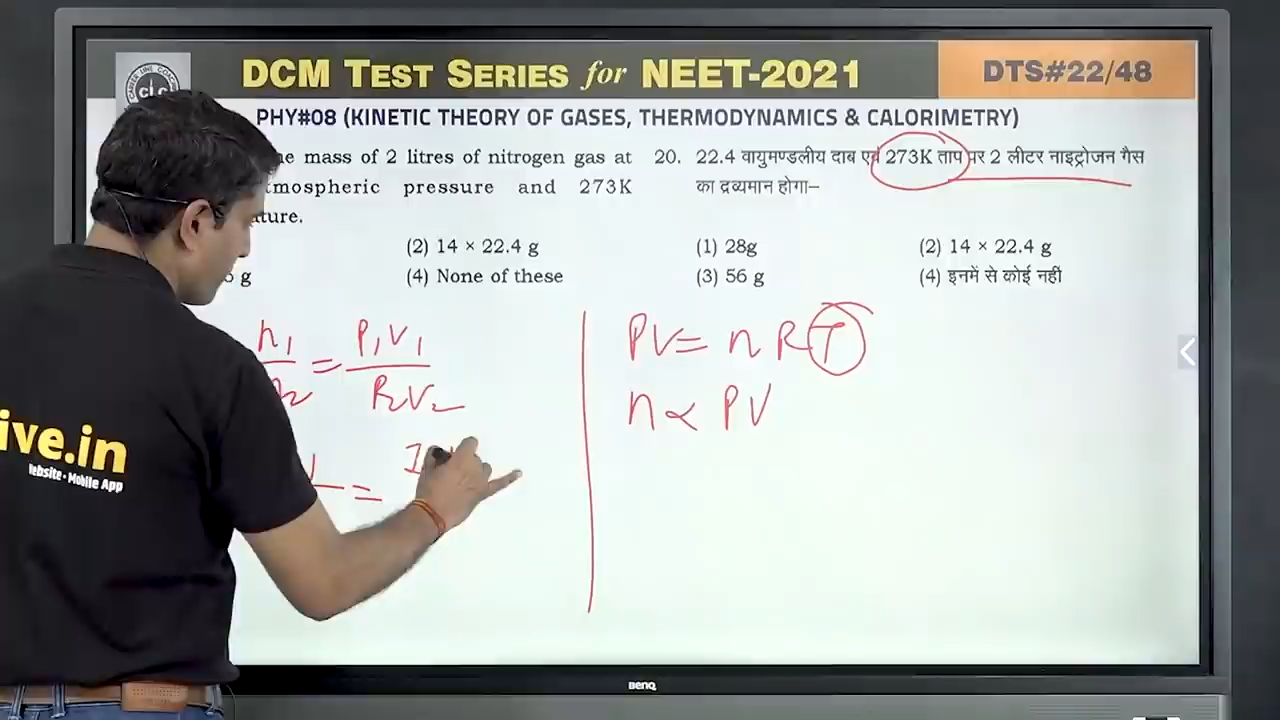 DCM TEST SERIES for NEET-2021
DTS#22/48
PHY#08 (KINETIC THEORY OF GASES, THERMODYNAMICS & CALORIMETRY)
mass of 2 litres of nitrogen gas at
pressure and 273K
(2) 14 × 22.4 g
g
(4) None of these
20. 22.4 वायुमण्डलीय दाब एवं 273K ताप पर 2 लीटर नाइट्रोजन गैस
का द्रव्यमान होगा–
(1) 28g
(2) 14 × 22.4 g
(3) 56 g
(4) इनमें से कोई नहीं
n1 = P1V1
P2V2
=
PV = nRT
n ∝ PV
ive.in
Website • Mobile App
BENQ